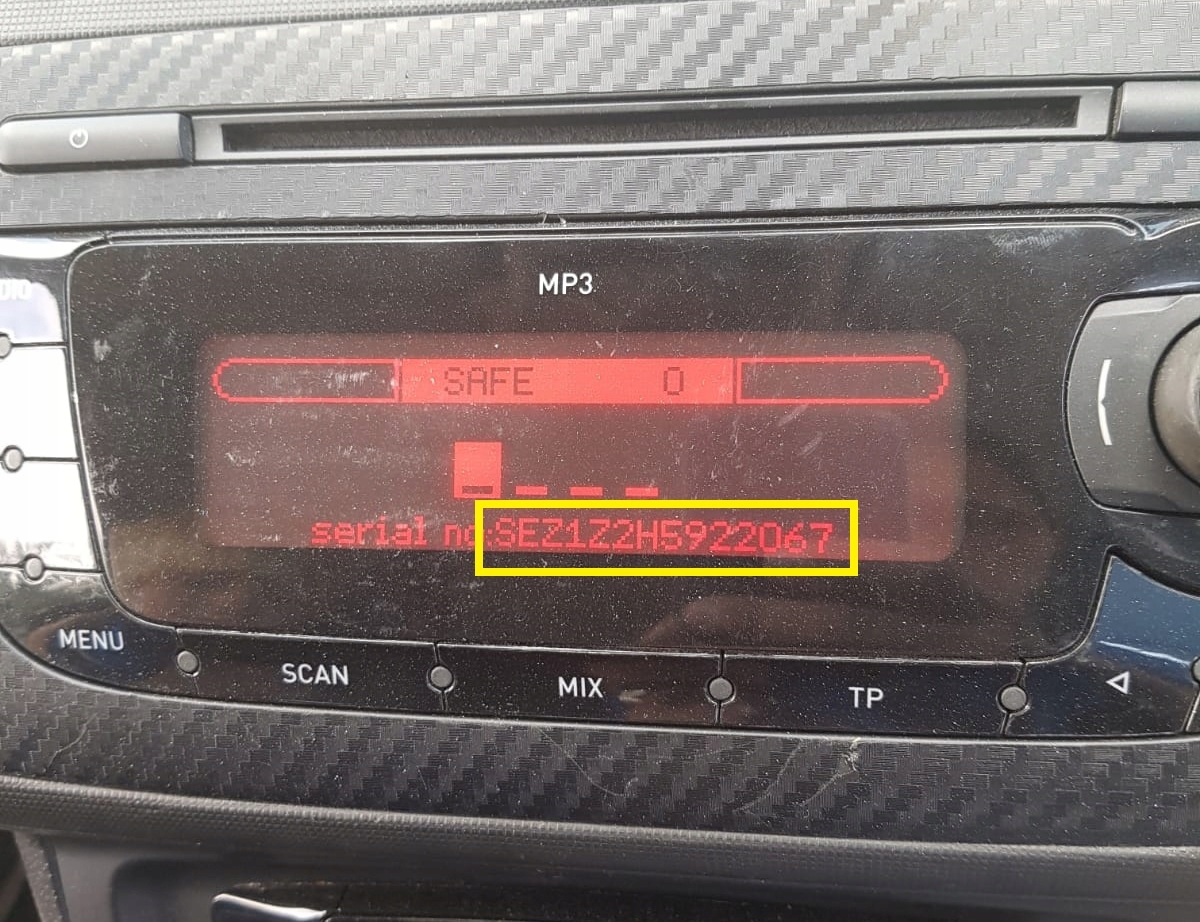 MP3
SAFE 0
serial no:SEZ1Z2H5922067
MENU
SCAN
MIX
TP